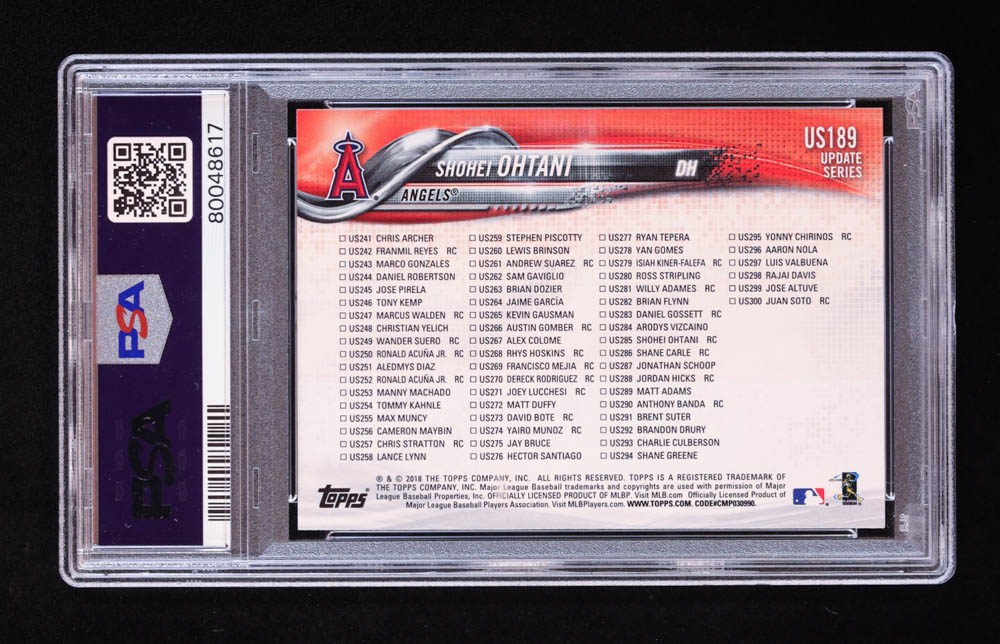 80048617
PSA
PSA
A
SHOHEI OHTANI
DH
ANGELS®
US189
UPDATE
SERIES
☐ US241 CHRIS ARCHER
☐ US242 FRANMIL REYES RC
☐ US243 MARCO GONZALES
☐ US244 DANIEL ROBERTSON
☐ US245 JOSE PIRELA
☐ US246 TONY KEMP
☐ US247 MARCUS WALDEN RC
☐ US248 CHRISTIAN YELICH
☐ US249 WANDER SUERO RC
☐ US250 RONALD ACUÑA JR. RC
☐ US251 ALEDMYS DIAZ
☐ US252 RONALD ACUÑA JR. RC
☐ US253 MANNY MACHADO
☐ US254 TOMMY KAHNLE
☐ US255 MAX MUNCY
☐ US256 CAMERON MAYBIN
☐ US257 CHRIS STRATTON RC
☐ US258 LANCE LYNN
☐ US259 STEPHEN PISCOTTY
☐ US260 LEWIS BRINSON
☐ US261 ANDREW SUAREZ RC
☐ US262 SAM GAVIGLIO
☐ US263 BRIAN DOZIER
☐ US264 JAIME GARCÍA
☐ US265 KEVIN GAUSMAN
☐ US266 AUSTIN GOMBER RC
☐ US267 ALEX COLOME
☐ US268 RHYS HOSKINS RC
☐ US269 FRANCISCO MEJIA RC
☐ US270 DERECK RODRIGUEZ RC
☐ US271 JOEY LUCCHESI RC
☐ US272 MATT DUFFY
☐ US273 DAVID BOTE RC
☐ US274 YAIRO MUNOZ RC
☐ US275 JAY BRUCE
☐ US276 HECTOR SANTIAGO
☐ US277 RYAN TEPERA
☐ US278 YAN GOMES
☐ US279 ISIAH KINER-FALEFA RC
☐ US280 ROSS STRIPLING
☐ US281 WILLY ADAMES RC
☐ US282 BRIAN FLYNN
☐ US283 DANIEL GOSSETT RC
☐ US284 ARODYS VIZCAINO
☐ US285 SHOHEI OHTANI RC
☐ US286 SHANE CARLE RC
☐ US287 JONATHAN SCHOOP
☐ US288 JORDAN HICKS RC
☐ US289 MATT ADAMS
☐ US290 ANTHONY BANDA RC
☐ US291 BRENT SUTER
☐ US292 BRANDON DRURY
☐ US293 CHARLIE CULBERSON
☐ US294 SHANE GREENE
☐ US295 YONNY CHIRINOS RC
☐ US296 AARON NOLA
☐ US297 LUIS VALBUENA
☐ US298 RAJAI DAVIS
☐ US299 JOSE ALTUVE
☐ US300 JUAN SOTO RC
Topps
® & © 2018 THE TOPPS COMPANY, INC. ALL RIGHTS RESERVED. TOPPS IS A REGISTERED TRADEMARK OF
THE TOPPS COMPANY, INC. Major League Baseball trademarks and copyrights are used with permission of Major
League Baseball Properties, Inc. OFFICIALLY LICENSED PRODUCT OF MLBP. Visit MLB.com Officially Licensed Product of
Major League Baseball Players Association. Visit MLBPlayers.com. WWW.TOPPS.COM. CODE#CMP030990.